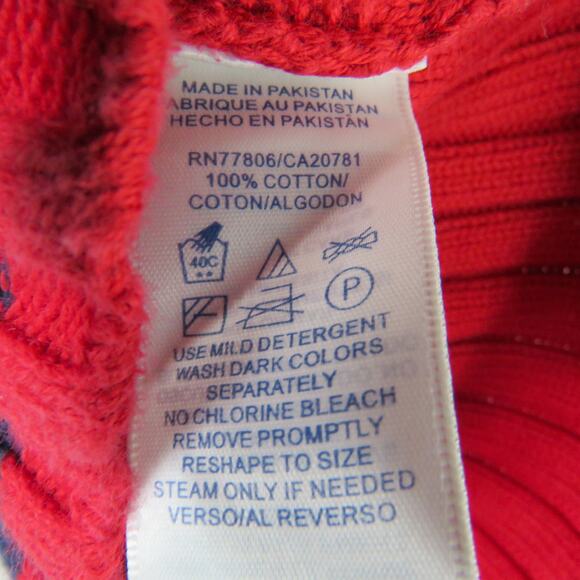 MADE IN PAKISTAN
FABRIQUE AU PAKISTAN
HECHO EN PAKISTÁN
RN77806/CA20781
100% COTTON/
COTON/ALGODON
40C
P
USE MILD DETERGENT
WASH DARK COLORS
SEPARATELY
NO CHLORINE BLEACH
REMOVE PROMPTLY
RESHAPE TO SIZE
STEAM ONLY IF NEEDED
VERSO/AL REVERSO